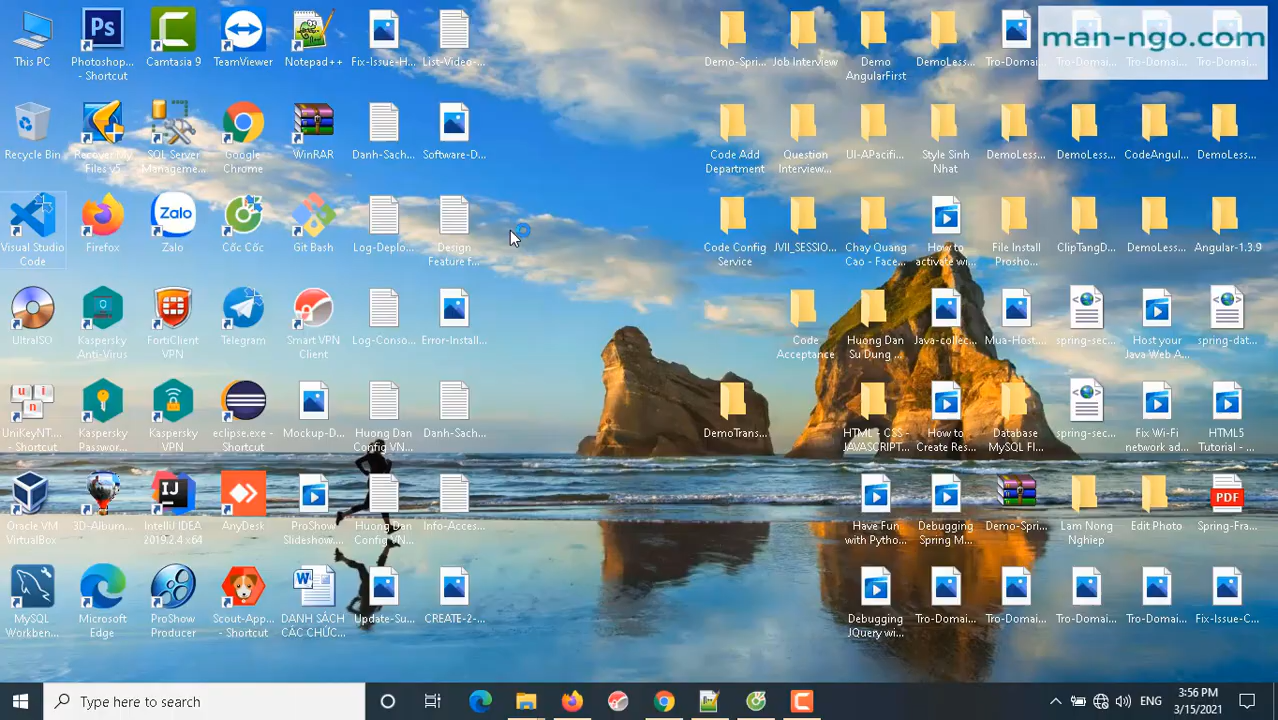 man-ngo.com
This PC
Photoshop...
- Shortcut
Camtasia 9
TeamViewer
Notepad++
Fix-Issue-H...
List-Video-...
Demo-Spri...
Job Interview
Demo
AngularFirst
DemoLess...
Tro-Domai...
Tro-Domai...
Tro-Domai...
Tro-Domai...
Recycle Bin
Recover My
Files v5
SQL Server
Manageme...
Google
Chrome
WinRAR
Danh-Sach...
Software-D...
Code Add
Department
Question
Interview...
UI-APacifi...
Style Sinh
Nhat
DemoLess...
DemoLess...
CodeAngul...
DemoLess...
Visual Studio
Code
Firefox
Zalo
Zalo
Cốc Cốc
Git Bash
Log-Deplo...
Design
Feature f...
Code Config
Service
JVII_SESSIO...
Chay Quang
Cao - Face...
How to
activate wi...
File Install
Prosho...
ClipTangD...
DemoLess...
Angular-1.3.9
UltraISO
Kaspersky
Anti-Virus
FortiClient
VPN
Telegram
Smart VPN
Client
Log-Conso...
Error-Install...
Code
Acceptance
Huong Dan
Su Dung ...
Java-collec...
Mua-Host...
spring-sec...
Host your
Java Web A...
spring-dat...
UniKeyNT....
- Shortcut
Kaspersky
Passwor...
Kaspersky
VPN
eclipse.exe -
Shortcut
Mockup-D...
Huong Dan
Config VN...
Danh-Sach...
DemoTrans...
HTML - CSS -
JAVASCRIPT...
How to
Create Res...
Database
MySQL Fl...
spring-sec...
Fix Wi-Fi
network ad...
HTML5
Tutorial - ...
Oracle VM
VirtualBox
3D-Album...
IntelliJ IDEA
2019.2.4 x64
AnyDesk
ProShow
Slideshow...
Huong Dan
Config VN...
Info-Acces...
Have Fun
with Pytho...
Debugging
Spring M...
Demo-Spri...
Lam Nong
Nghiep
Edit Photo
PDF
Spring-Fra...
MySQL
Workben...
Microsoft
Edge
ProShow
Producer
Scout-App...
- Shortcut
DANH SÁCH
CÁC CHỨC...
Update-Su...
CREATE-2-...
Debugging
JQuery wi...
Tro-Domai...
Tro-Domai...
Tro-Domai...
Tro-Domai...
Fix-Issue-C...
Type here to search
ENG
3:56 PM
3/15/2021